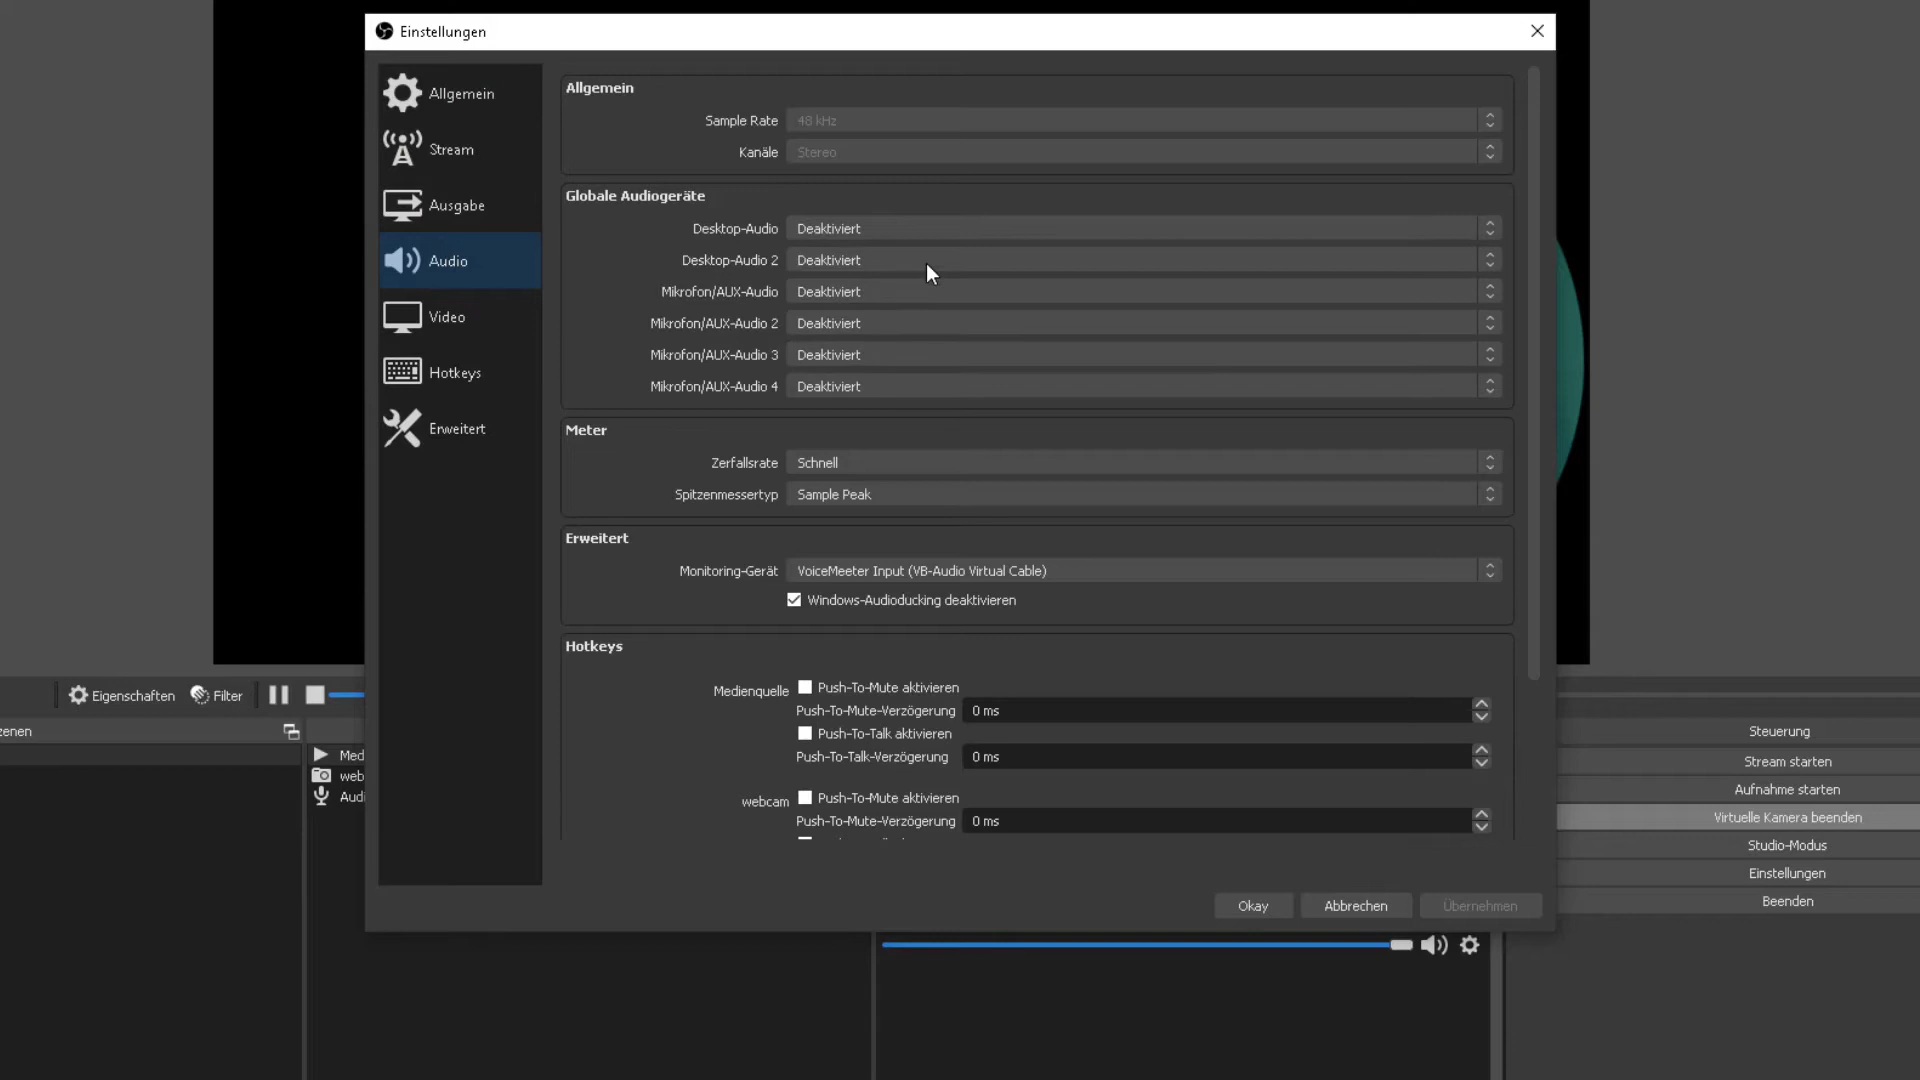 Einstellungen
Allgemein
Stream
Ausgabe
Audio
Video
Hotkeys
Erweitert
Allgemein
Sample Rate 48 kHz
Kanäle Stereo
Globale Audiogeräte
Desktop-Audio Deaktiviert
Desktop-Audio 2 Deaktiviert
Mikrofon/AUX-Audio Deaktiviert
Mikrofon/AUX-Audio 2 Deaktiviert
Mikrofon/AUX-Audio 3 Deaktiviert
Mikrofon/AUX-Audio 4 Deaktiviert
Meter
Zerfallsrate Schnell
Spitzenmessertyp Sample Peak
Erweitert
Monitoring-Gerät VoiceMeeter Input (VB-Audio Virtual Cable)
Windows-Audioducking deaktivieren
Hotkeys
Medienquelle Push-To-Mute aktivieren
Push-To-Mute-Verzögerung 0 ms
Push-To-Talk aktivieren
Push-To-Talk-Verzögerung 0 ms
webcam Push-To-Mute aktivieren
Push-To-Mute-Verzögerung 0 ms
Okay Abbrechen Übernehmen
Eigenschaften Filter
zenen
Med
web
Audi
Steuerung
Stream starten
Aufnahme starten
Virtuelle Kamera beenden
Studio-Modus
Einstellungen
Beenden